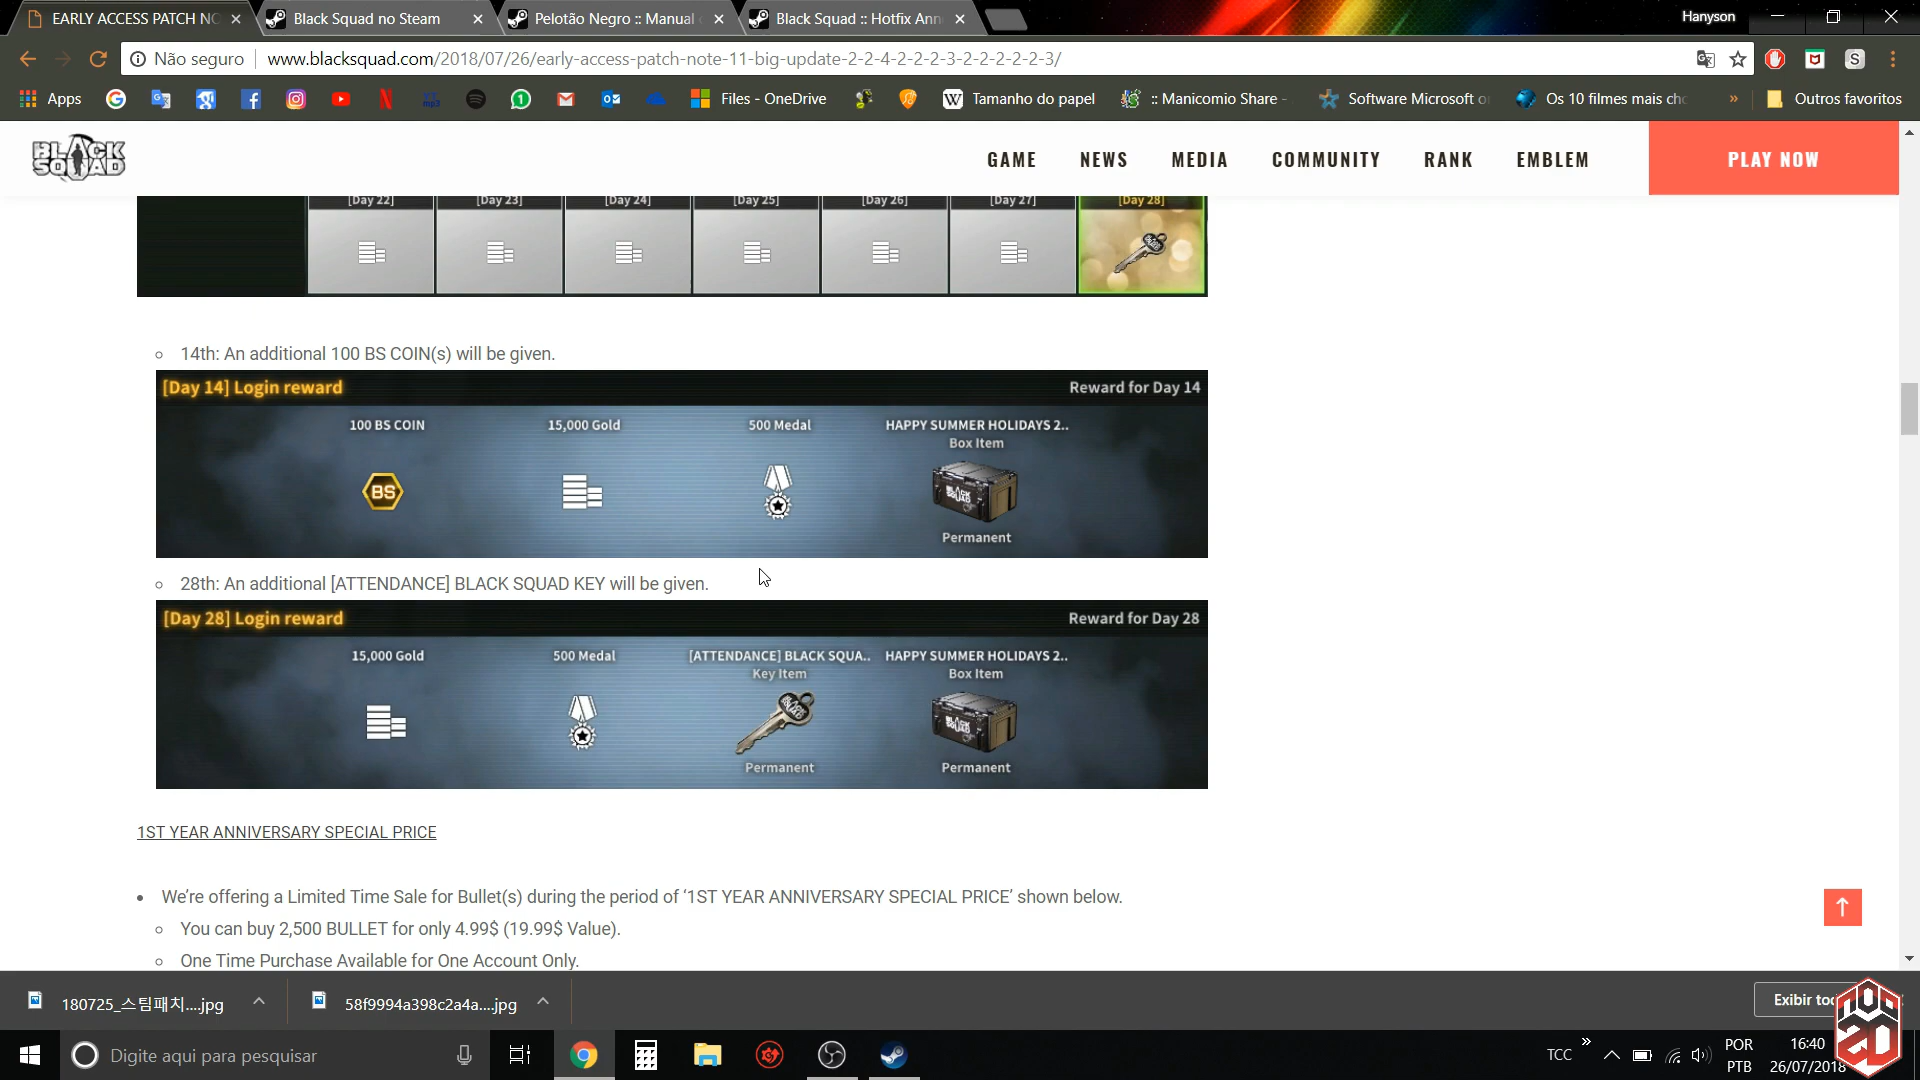 EARLY ACCESS PATCH NO
Black Squad no Steam
Pelotão Negro :: Manual
Black Squad :: Hotfix Ann
Hanyson
Não seguro
www.blacksquad.com/2018/07/26/early-access-patch-note-11-big-update-2-2-4-2-2-2-3-2-2-2-2-2-3/
Apps
Files - OneDrive
W Tamanho do papel
:: Manicomio Share -
Software Microsoft o
Os 10 filmes mais ch
»
Outros favoritos
BLACK SQUAD
GAME
NEWS
MEDIA
COMMUNITY
RANK
EMBLEM
PLAY NOW
[Day 22]
[Day 23]
[Day 24]
[Day 25]
[Day 26]
[Day 27]
[Day 28]
14th: An additional 100 BS COIN(s) will be given.
[Day 14] Login reward
Reward for Day 14
100 BS COIN
15,000 Gold
500 Medal
HAPPY SUMMER HOLIDAYS 2..
Box Item
BS
Permanent
28th: An additional [ATTENDANCE] BLACK SQUAD KEY will be given.
[Day 28] Login reward
Reward for Day 28
15,000 Gold
500 Medal
[ATTENDANCE] BLACK SQUA..
HAPPY SUMMER HOLIDAYS 2..
Key Item
Box Item
Permanent
Permanent
1ST YEAR ANNIVERSARY SPECIAL PRICE
We’re offering a Limited Time Sale for Bullet(s) during the period of ‘1ST YEAR ANNIVERSARY SPECIAL PRICE’ shown below.
You can buy 2,500 BULLET for only 4.99$ (19.99$ Value).
One Time Purchase Available for One Account Only.
180725_스팀패치....jpg
58f9994a398c2a4a....jpg
Exibir to
Digite aqui para pesquisar
TCC
»
POR
PTB
16:40
26/07/2018